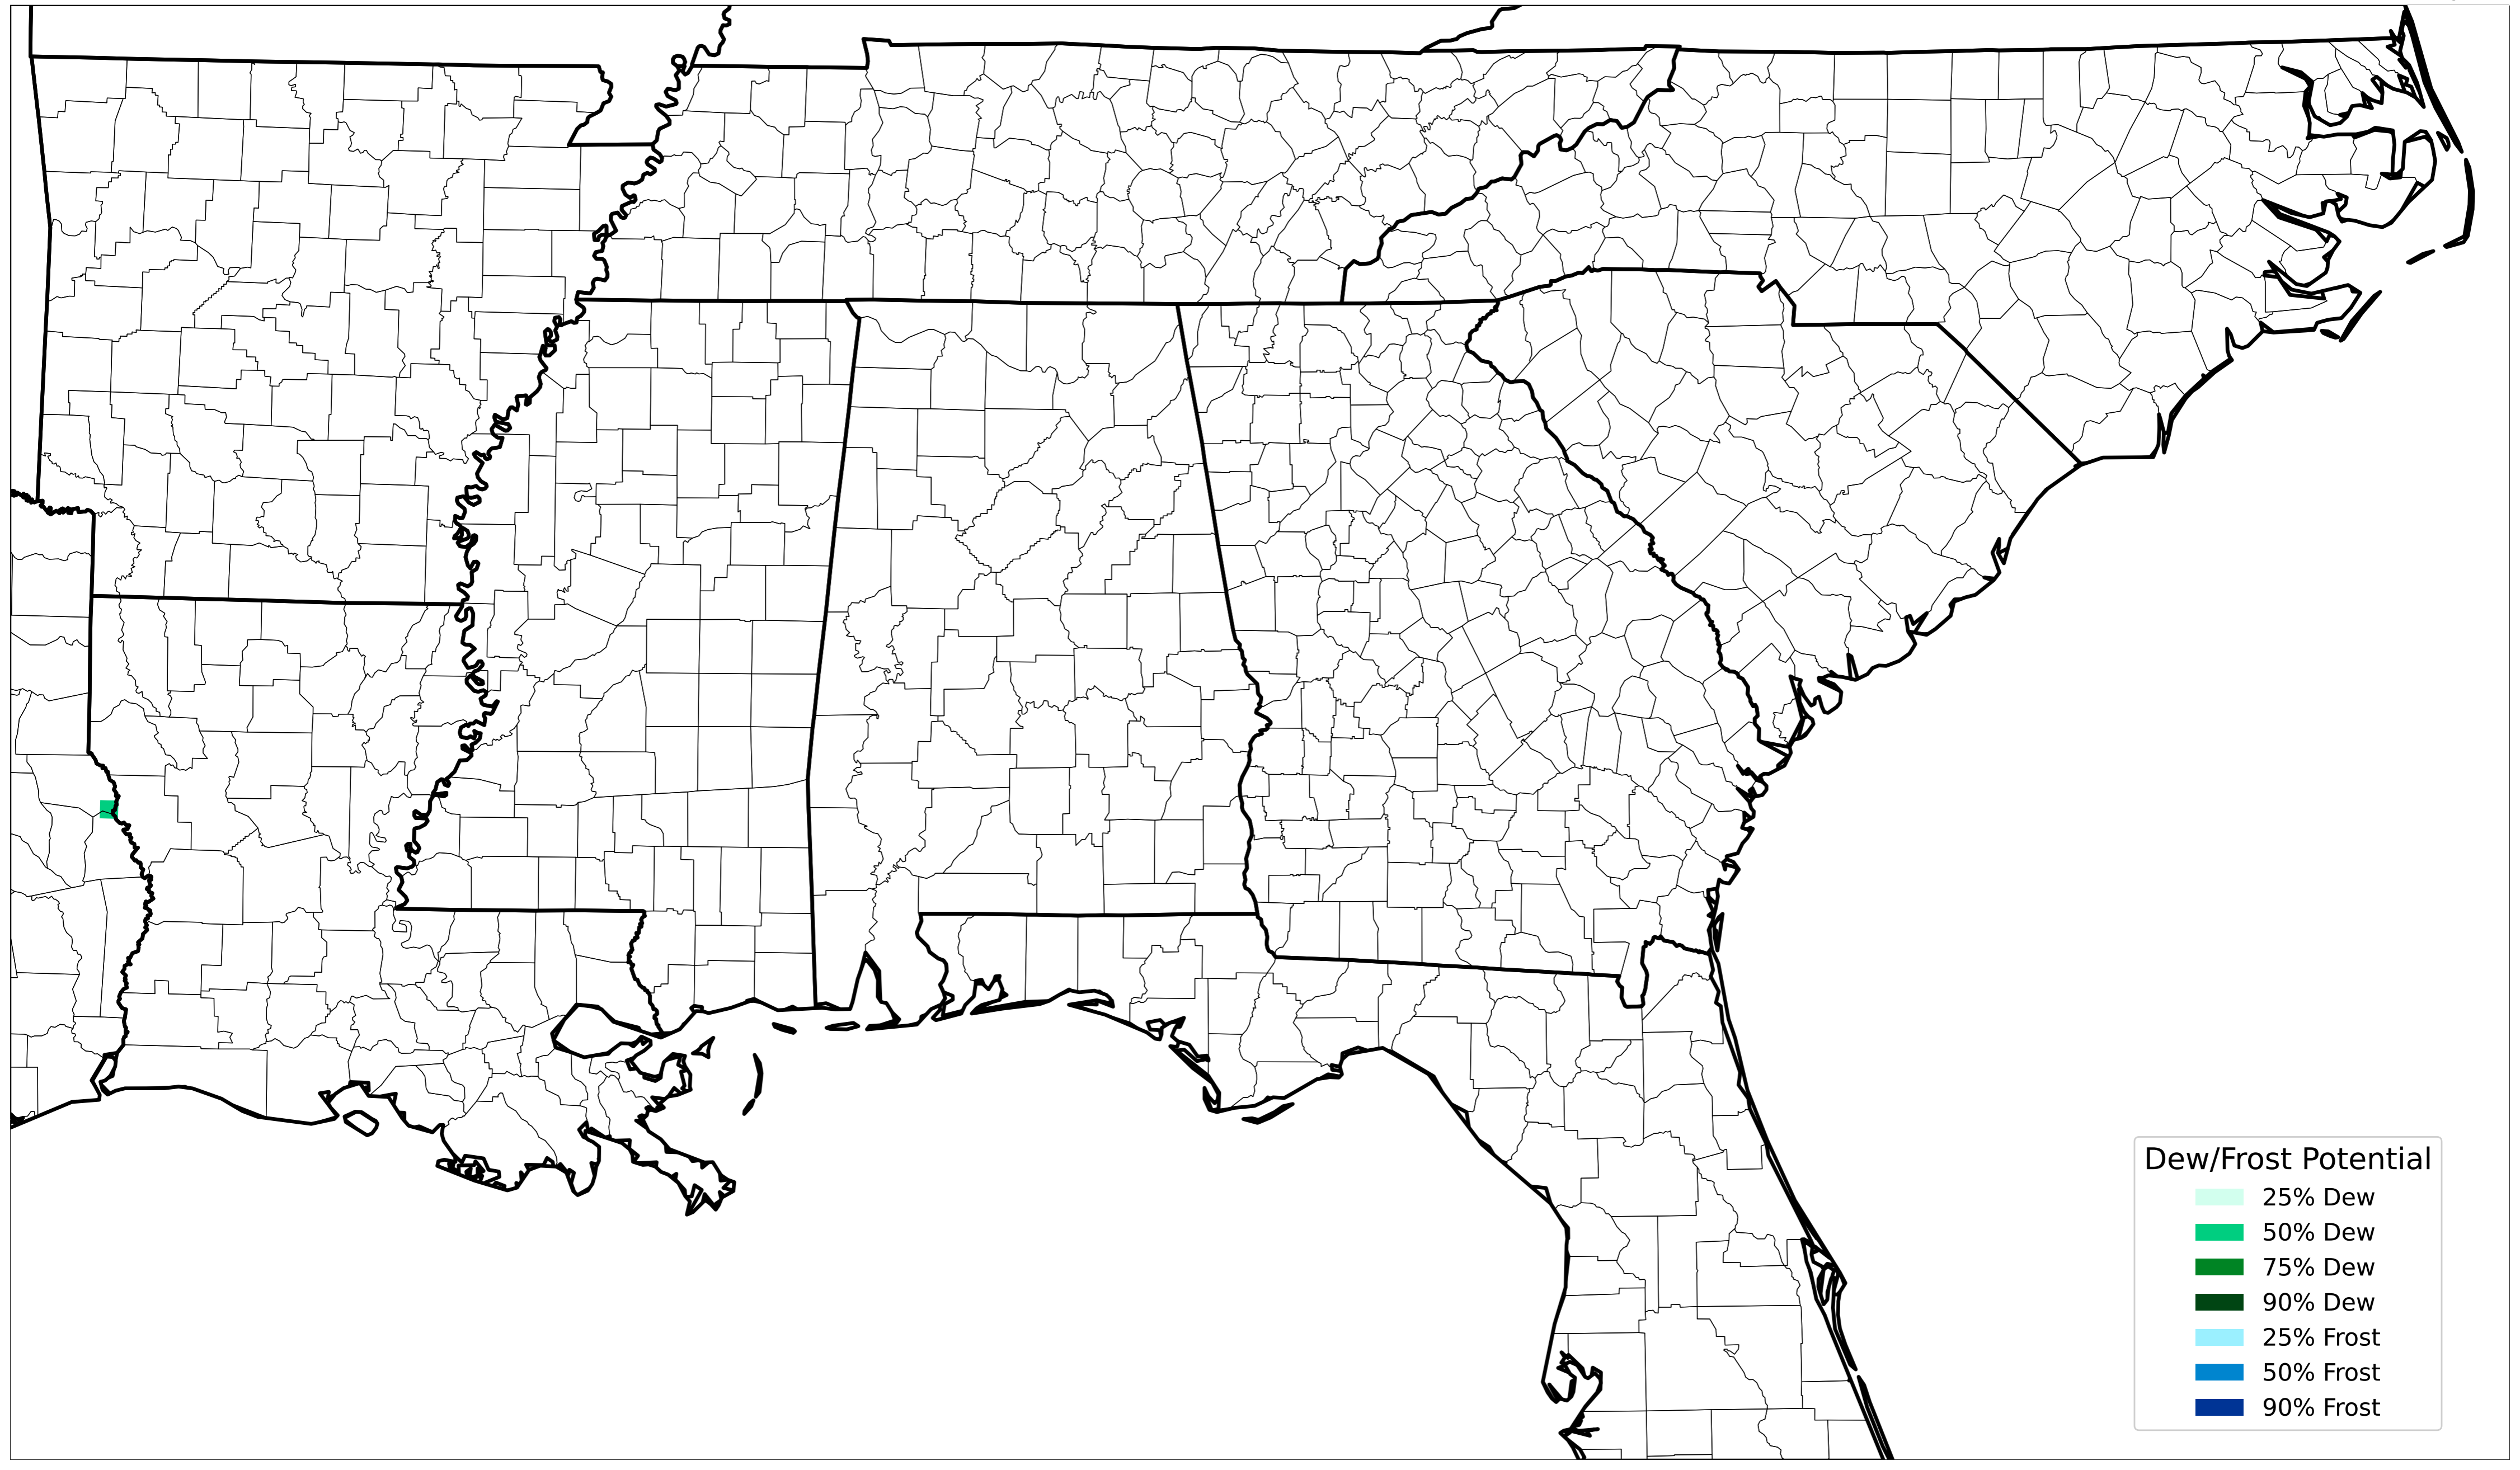 Dew/Frost Potential
25% Dew
50% Dew
75% Dew
90% Dew
25% Frost
50% Frost
90% Frost